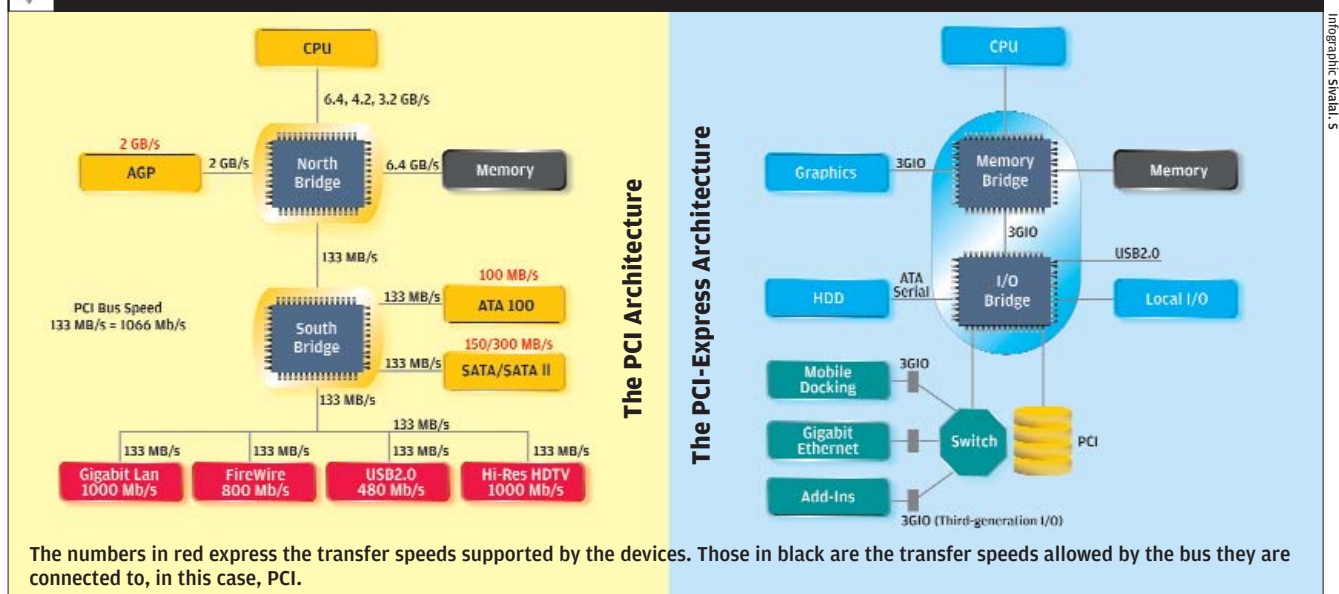 CPU
6.4, 4.2, 3.2 GB/s
2 GB/s
AGP
2 GB/s
North
Bridge
6.4 GB/s
Memory
133 MB/s
PCI Bus Speed
133 MB/s = 1066 Mb/s
South
Bridge
133 MB/s
100 MB/s
ATA 100
133 MB/s
150/300 MB/s
SATA/SATA II
133 MB/s
133 MB/s
133 MB/s
133 MB/s
133 MB/s
133 MB/s
Gigabit Lan
1000 Mb/s
FireWire
800 Mb/s
USB2.0
480 Mb/s
Hi-Res HDTV
1000 Mb/s
The PCI Architecture
The PCI-Express Architecture
CPU
Graphics
3GIO
Memory
Bridge
Memory
3GIO
USB2.0
HDD
ATA
Serial
I/O
Bridge
Local I/O
Mobile
Docking
3GIO
Gigabit
Ethernet
Switch
PCI
Add-Ins
3GIO (Third-generation I/O)
The numbers in red express the transfer speeds supported by the devices. Those in black are the transfer speeds allowed by the bus they are
connected to, in this case, PCI.
Infographic Sivalal. S